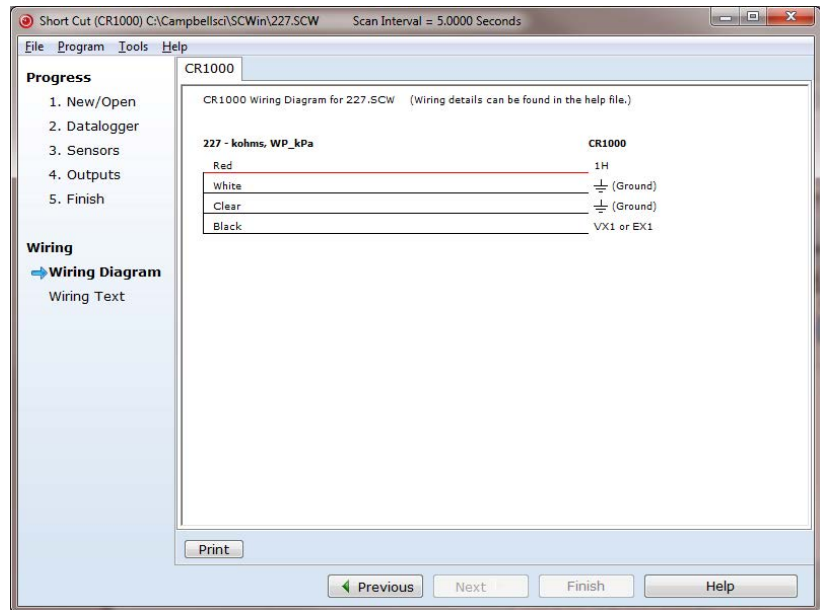 Short Cut (CR1000) C:\Campbellsci\SCWin\227.SCW Scan Interval = 5.0000 Seconds
File Program Tools Help
Progress
1. New/Open
2. Datalogger
3. Sensors
4. Outputs
5. Finish
Wiring
Wiring Diagram
Wiring Text
CR1000
CR1000 Wiring Diagram for 227.SCW (Wiring details can be found in the help file.)
227 - kohms, WP_kPa CR1000
Red 1H
White (Ground)
Clear (Ground)
Black VX1 or EX1
Print
Previous Next Finish Help